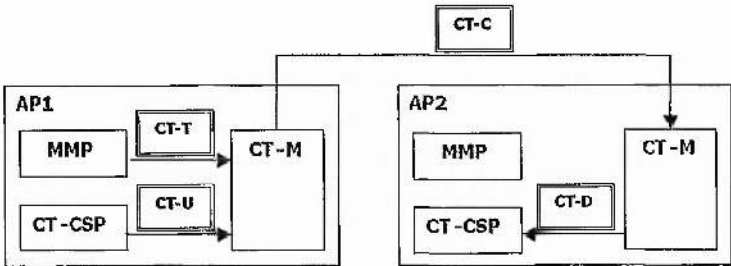 CT-C
AP1
CT-T
MMP
CT-M
CT-U
CT-CSP
AP2
MMP
CT-M
CT-D
CT-CSP